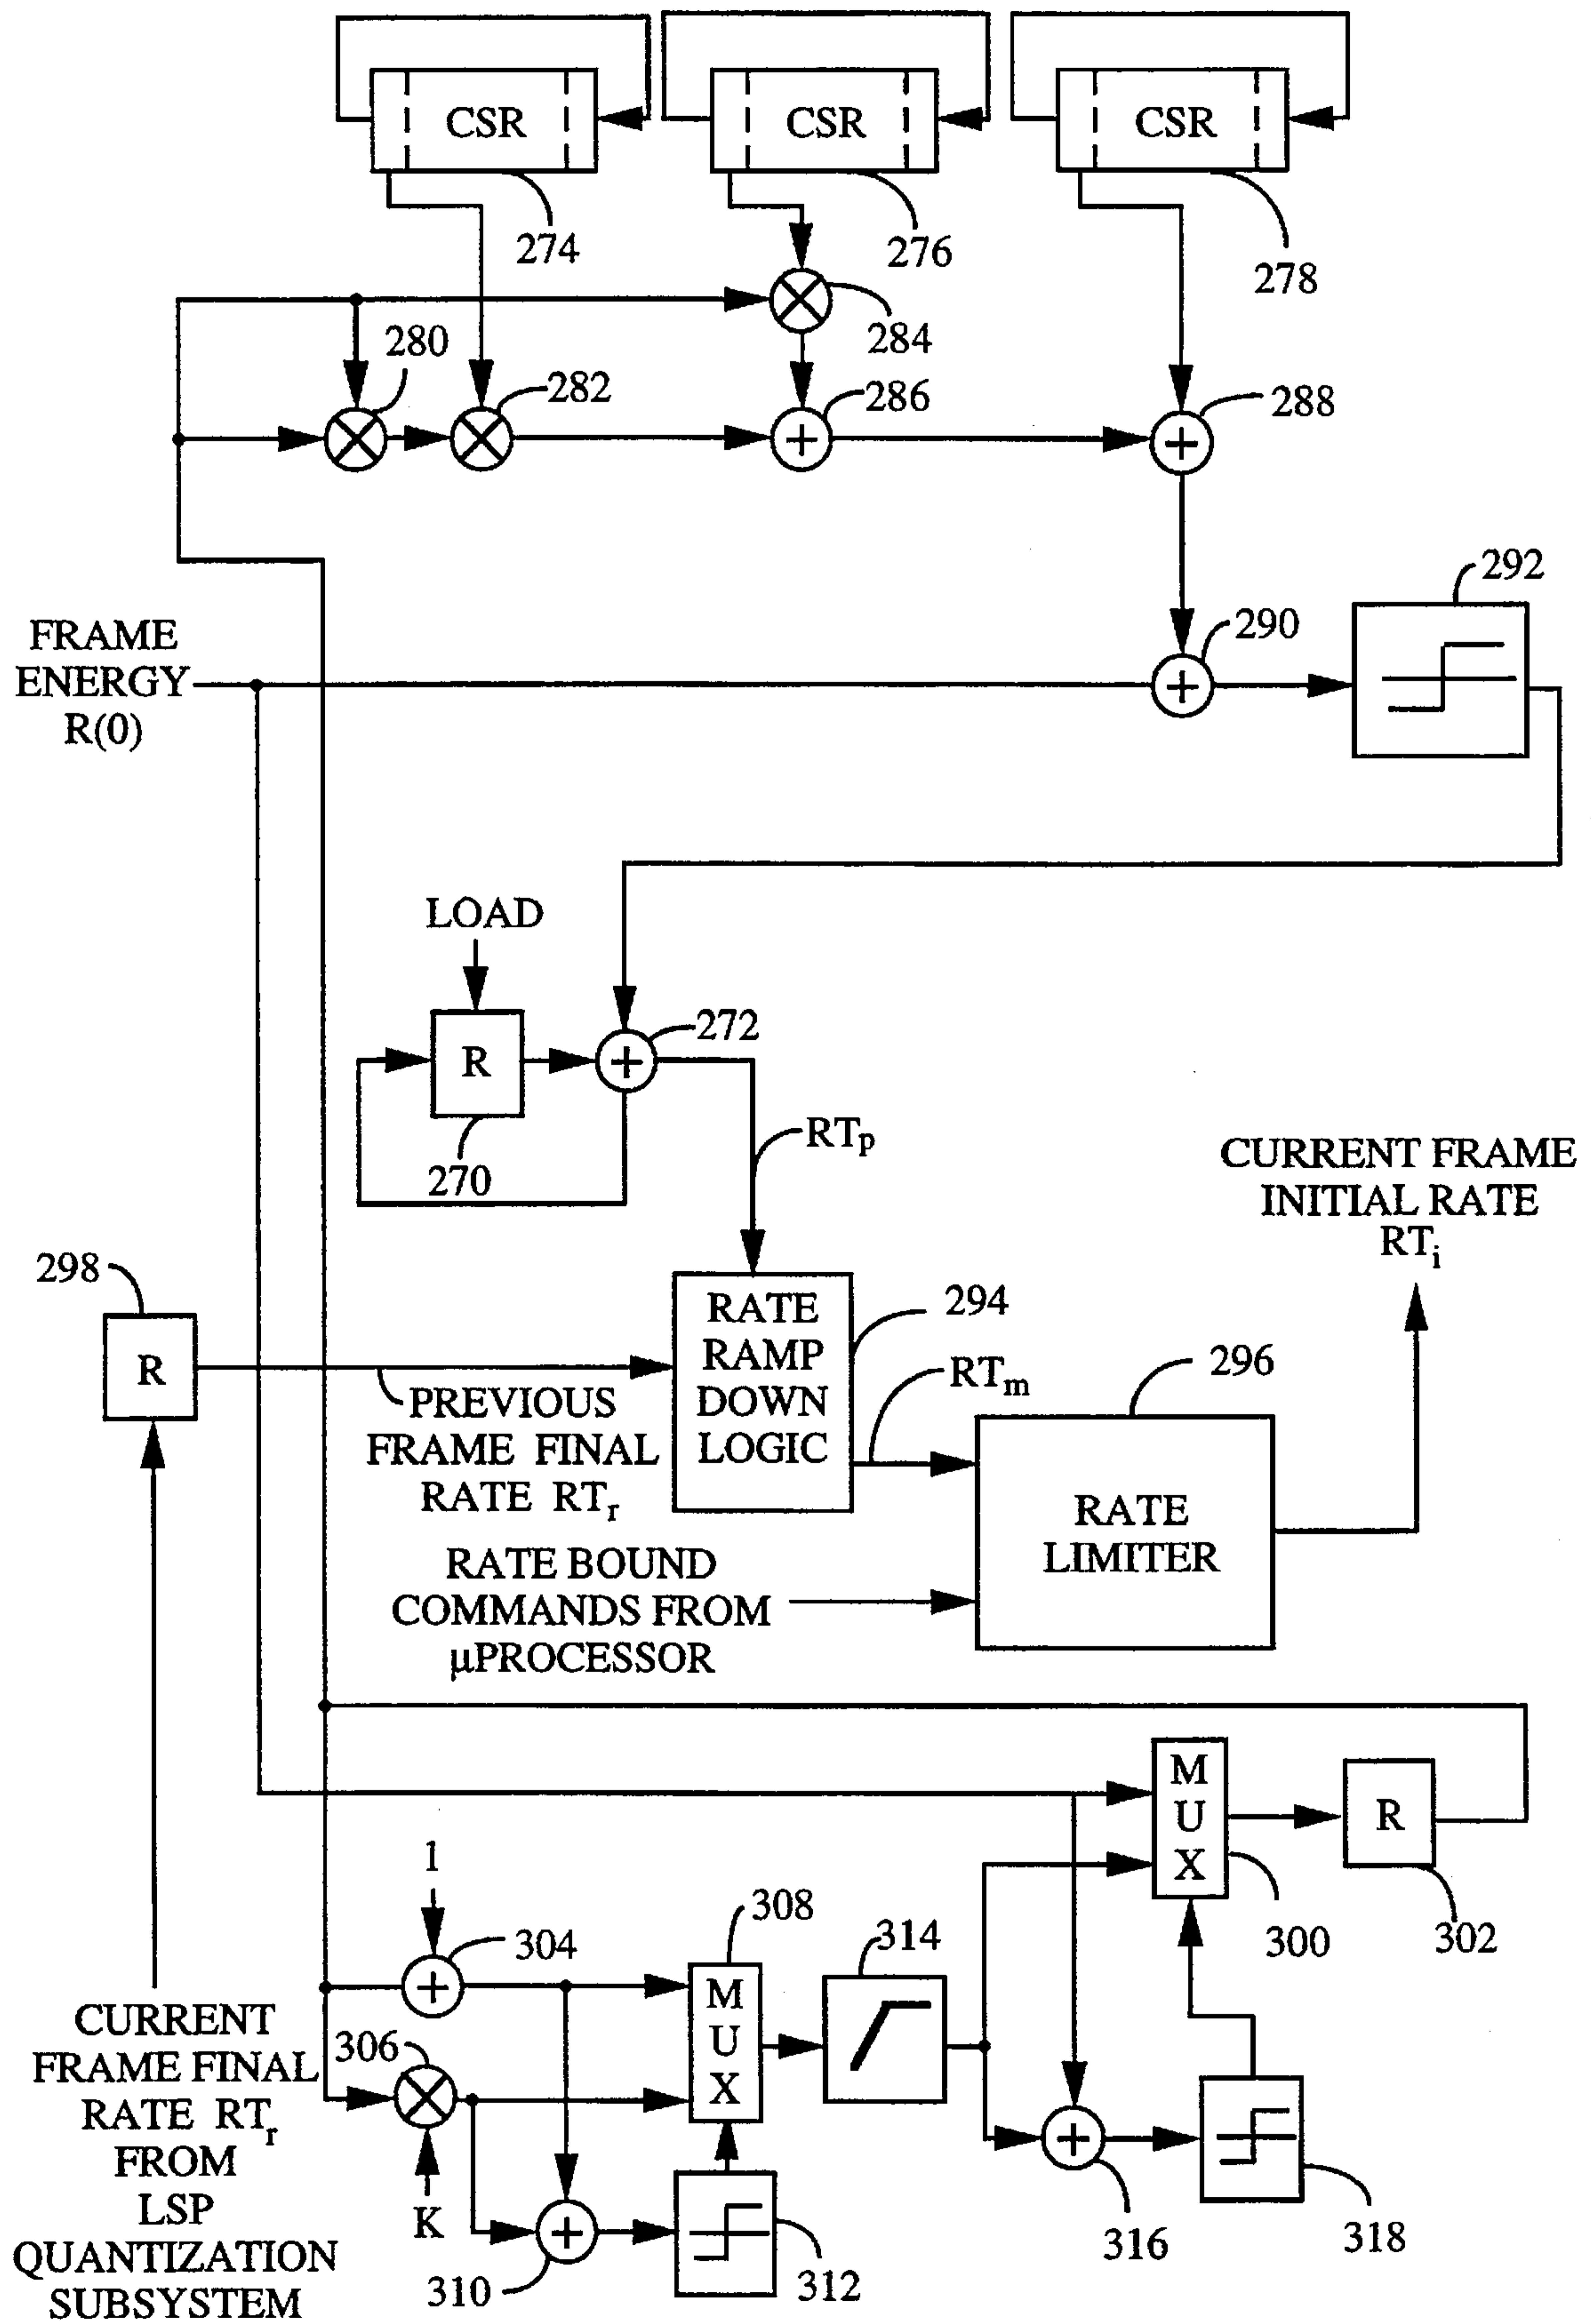 CSR
CSR
CSR
274
276
278
280
282
284
286
288
292
FRAME
ENERGY
R(0)
290
+
+
+
LOAD
R
+
272
270
RTp
CURRENT FRAME
INITIAL RATE
RTi
298
R
RATE
RAMP
DOWN
LOGIC
294
PREVIOUS
FRAME FINAL
RATE RTr
RTm
296
RATE
LIMITER
RATE BOUND
COMMANDS FROM
µPROCESSOR
MUX
300
R
302
1
+
304
308
MUX
314
306
K
+
310
312
+
316
318
CURRENT
FRAME FINAL
RATE RTr
FROM
LSP
QUANTIZATION
SUBSYSTEM